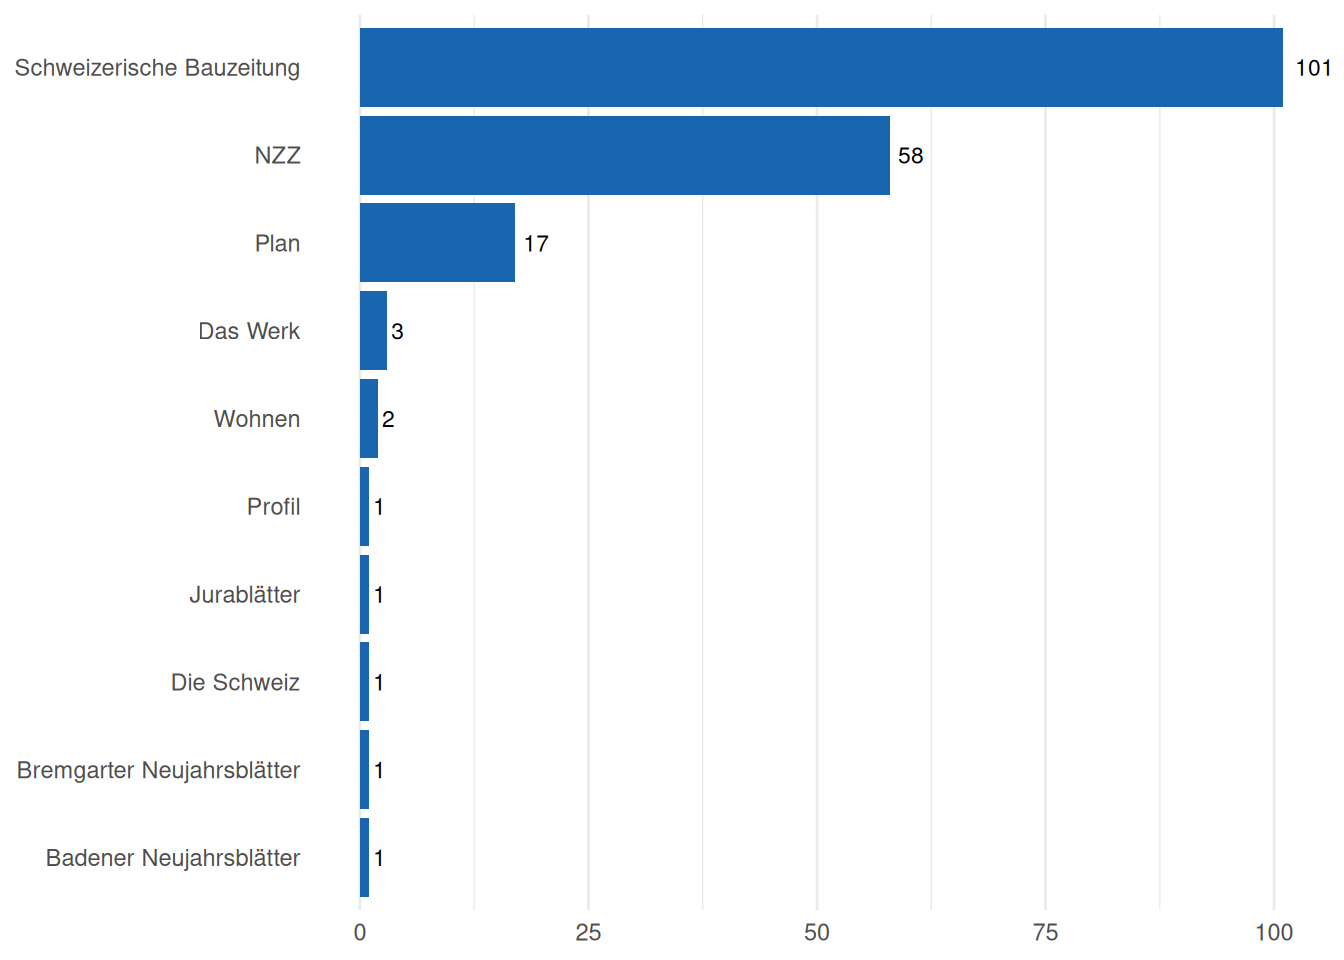 Schweizerische Bauzeitung 101
NZZ 58
Plan 17
Das Werk 3
Wohnen 2
Profil 1
Jurablätter 1
Die Schweiz 1
Bremgarter Neujahrsblätter 1
Badener Neujahrsblätter 1
0 25 50 75 100